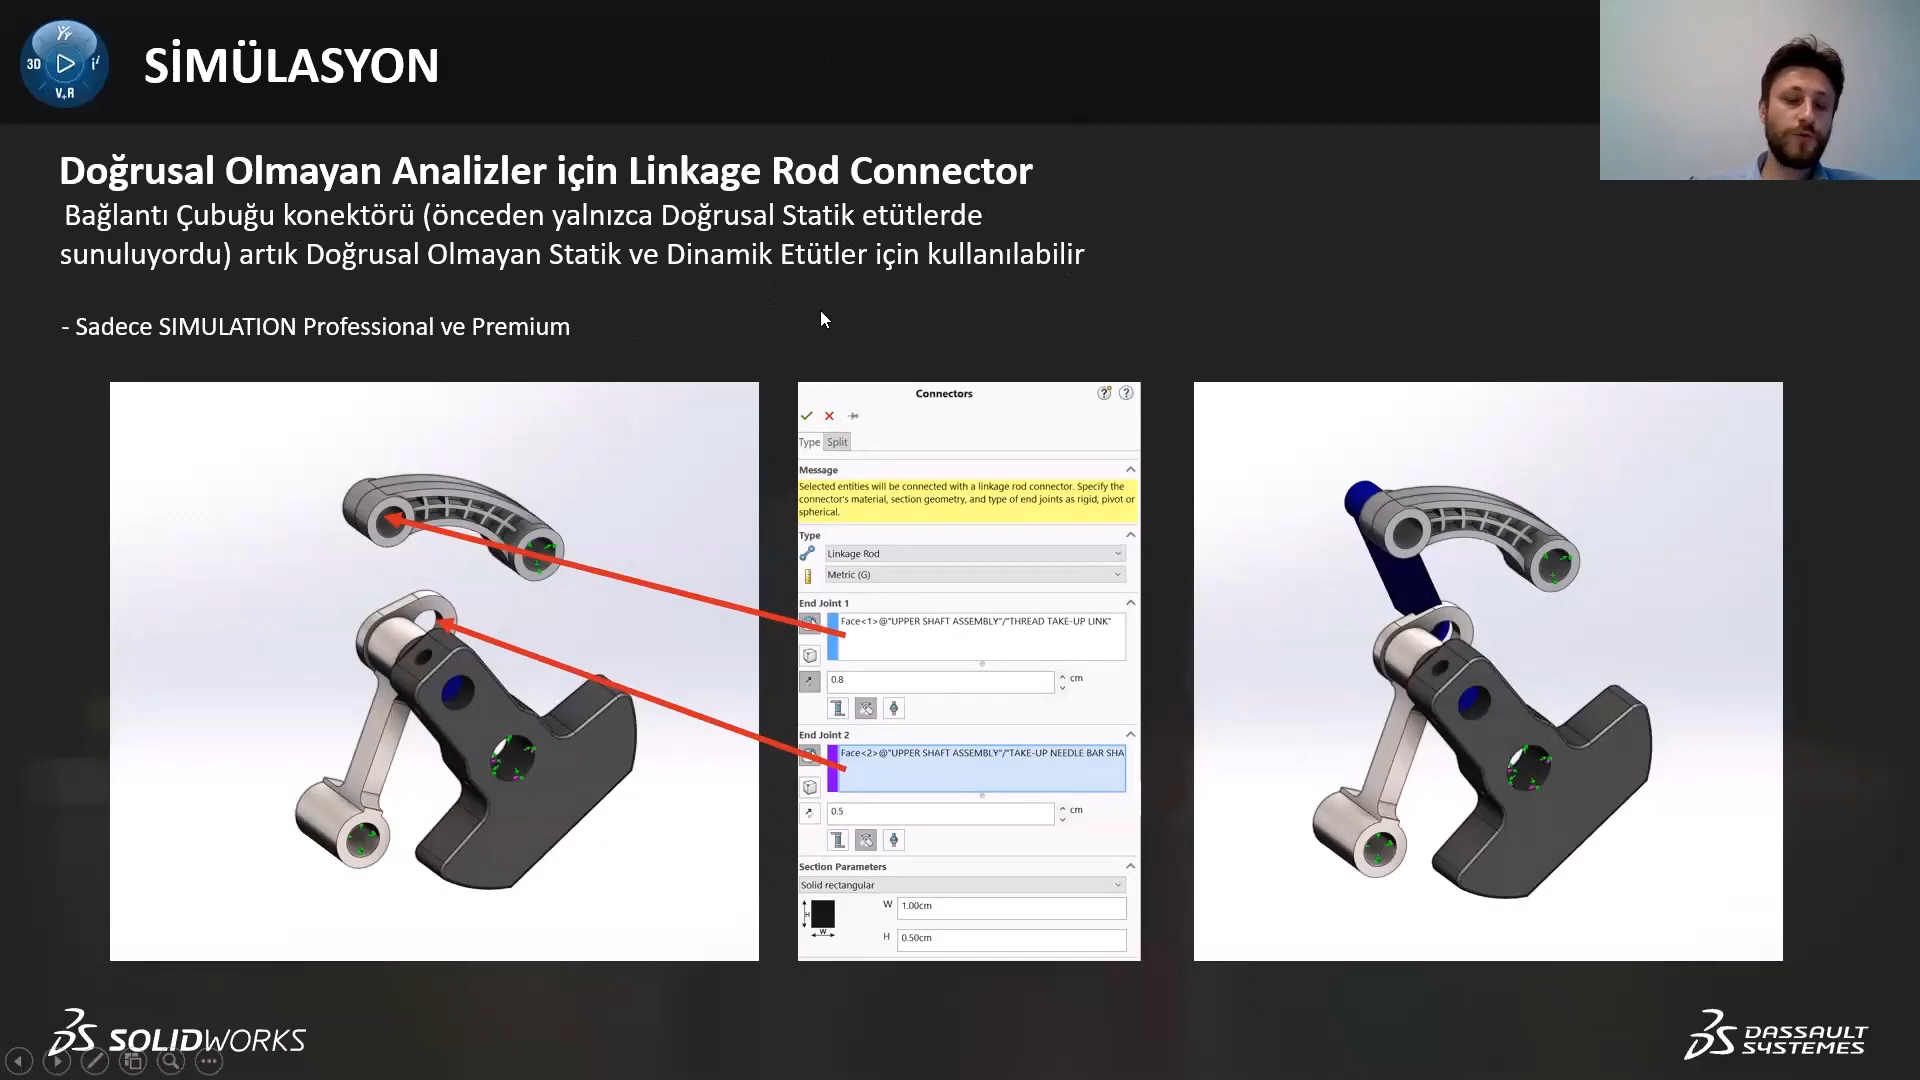 3D
V+R
SİMÜLASYON
Doğrusal Olmayan Analizler için Linkage Rod Connector
Bağlantı Çubuğu konektörü (önceden yalnızca Doğrusal Statik etütlerde
sunuluyordu) artık Doğrusal Olmayan Statik ve Dinamik Etütler için kullanılabilir
- Sadece SIMULATION Professional ve Premium
Connectors
Type Split
Message
Selected entities will be connected with a linkage rod connector. Specify the
connector's material, section geometry, and type of end joints as rigid, pivot or
spherical.
Type
Linkage Rod
Metric (G)
End Joint 1
Face<1>@"UPPER SHAFT ASSEMBLY"/"THREAD TAKE-UP LINK"
0.8 cm
End Joint 2
Face<2>@"UPPER SHAFT ASSEMBLY"/"TAKE-UP NEEDLE BAR SHA
0.5 cm
Section Parameters
Solid rectangular
H
W
W 1.00cm
H 0.50cm
SOLIDWORKS
DASSAULT
SYSTEMES